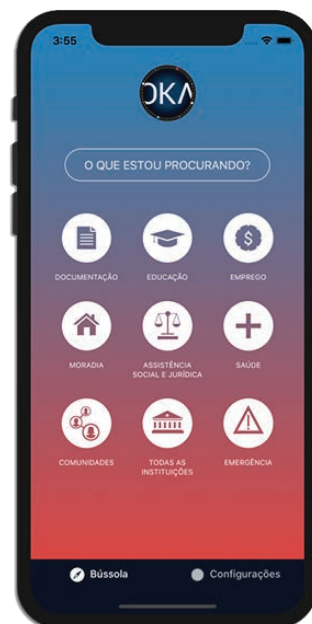 3:55
OKA
O QUE ESTOU PROCURANDO?
DOCUMENTAÇÃO
EDUCAÇÃO
EMPREGO
$
MORADIA
ASSISTÊNCIA
SOCIAL E JURÍDICA
SAÚDE
COMUNIDADES
TODAS AS
INSTITUIÇÕES
EMERGÊNCIA
Bússola
Configurações